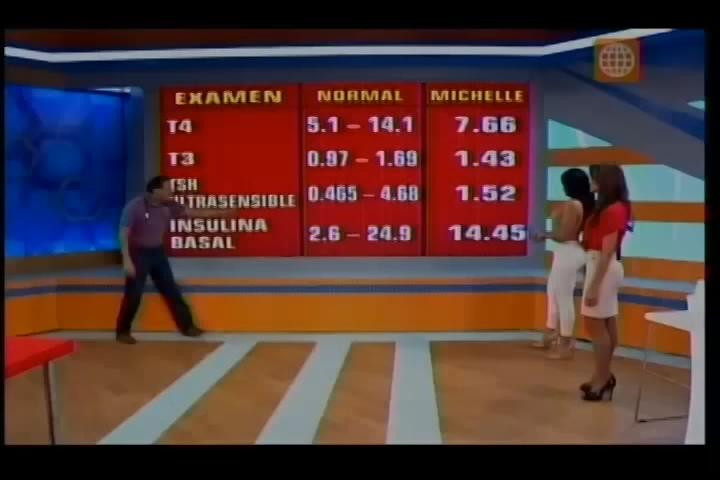 EXAMEN NORMAL MICHELLE
T4 5.1 - 14.1 7.66
T3 0.97 - 1.69 1.43
TSH
ULTRASENSIBLE 0.465 - 4.68 1.52
INSULINA
BASAL 2.6 - 24.9 14.45